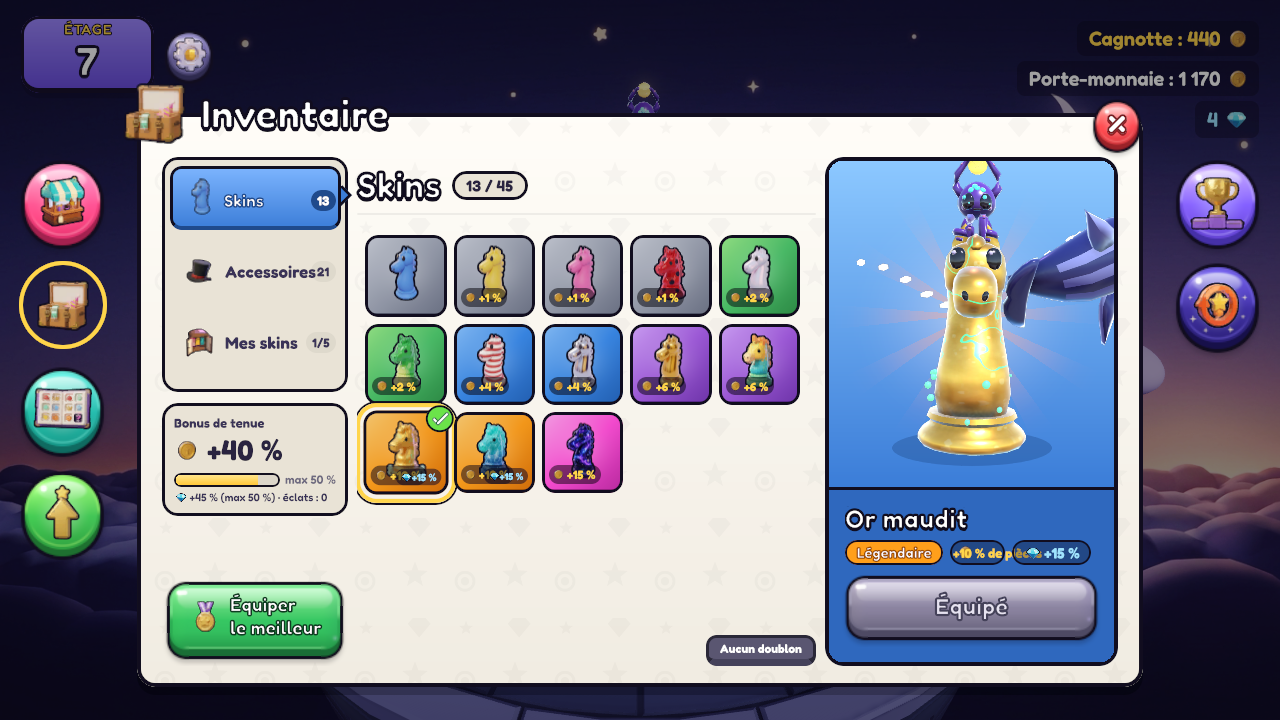 ÉTAGE
7
Cagnotte : 440
Porte-monnaie : 1 170
4
Inventaire
Skins 13
Accessoires 21
Mes skins 1/5
Bonus de tenue
+40 %
max 50 %
+45 % (max 50 %) · éclats : 0
Équiper
le meilleur
Skins 13 / 45
+1 % +1 % +1 % +2 %
+2 % +4 % +4 % +6 % +6 %
+15 % +15 % +15 %
Aucun doublon
Or maudit
Légendaire +10 % de +15 %
Équipé